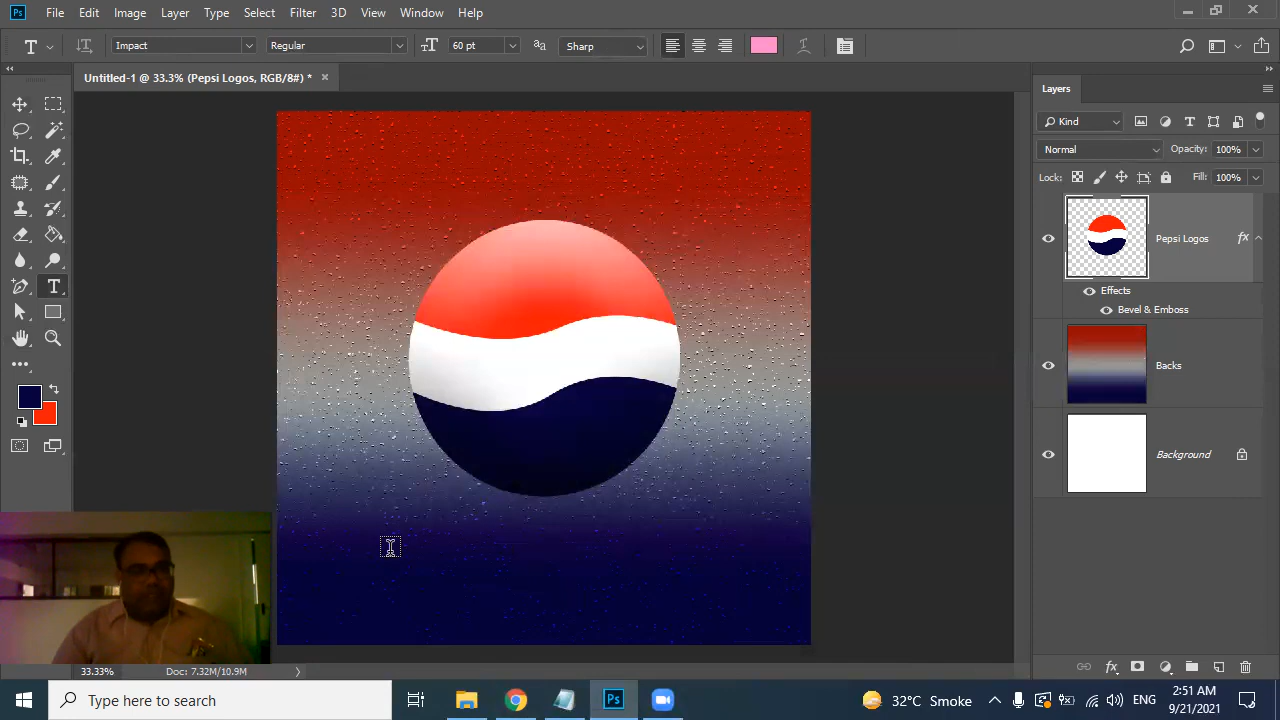 Ps File Edit Image Layer Type Select Filter 3D View Window Help
T Impact Regular 60 pt Sharp
Untitled-1 @ 33.3% (Pepsi Logos, RGB/8#) * ×
Layers
Kind
Normal Opacity: 100%
Lock: Fill: 100%
Pepsi Logos fx
Effects
Bevel & Emboss
Backs
Background
33.33% Doc: 7.32M/10.9M
Type here to search
Ps
32°C Smoke
ENG
2:51 AM
9/21/2021